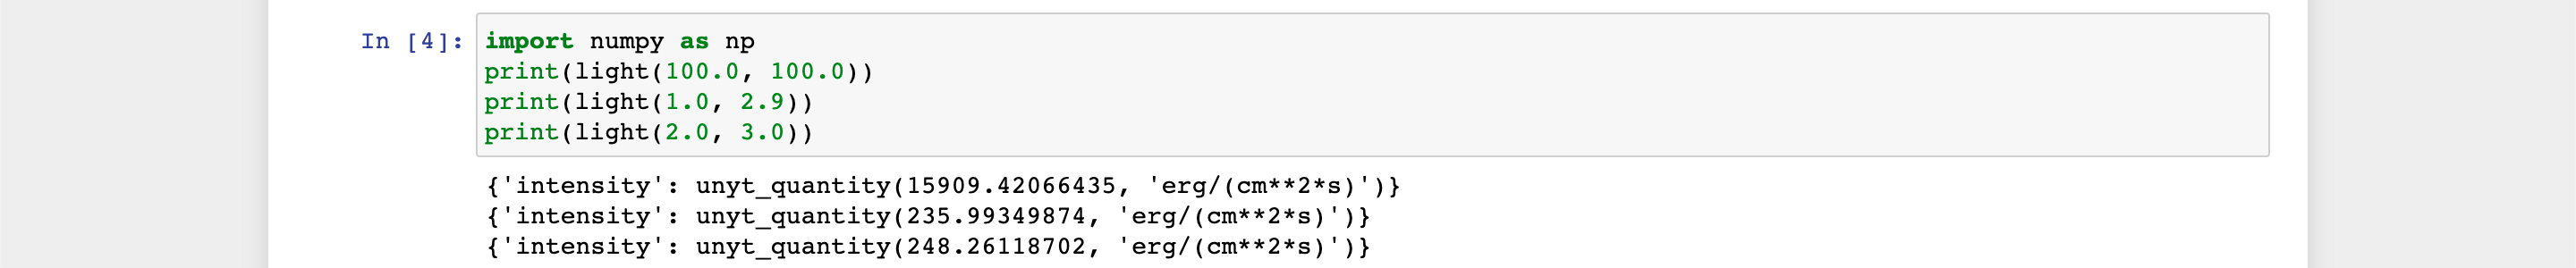 In [4]: import numpy as np
print(light(100.0, 100.0))
print(light(1.0, 2.9))
print(light(2.0, 3.0))
{'intensity': unyt_quantity(15909.42066435, 'erg/(cm**2*s)')}
{'intensity': unyt_quantity(235.99349874, 'erg/(cm**2*s)')}
{'intensity': unyt_quantity(248.26118702, 'erg/(cm**2*s)')}